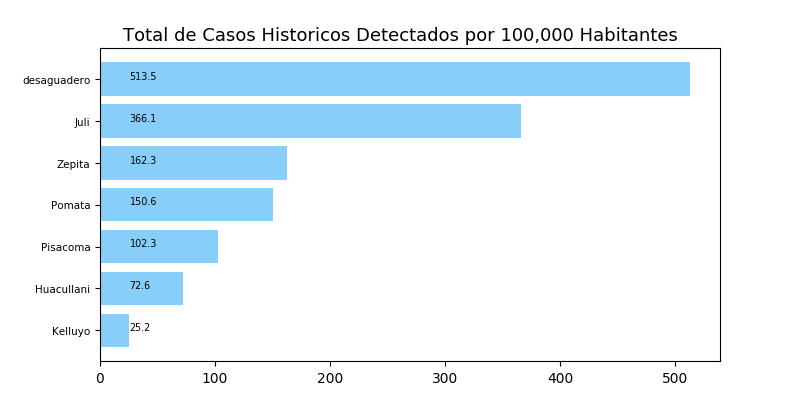 Total de Casos Historicos Detectados por 100,000 Habitantes
desaguadero 513.5
Juli 366.1
Zepita 162.3
Pomata 150.6
Pisacoma 102.3
Huacullani 72.6
Kelluyo 25.2
0 100 200 300 400 500